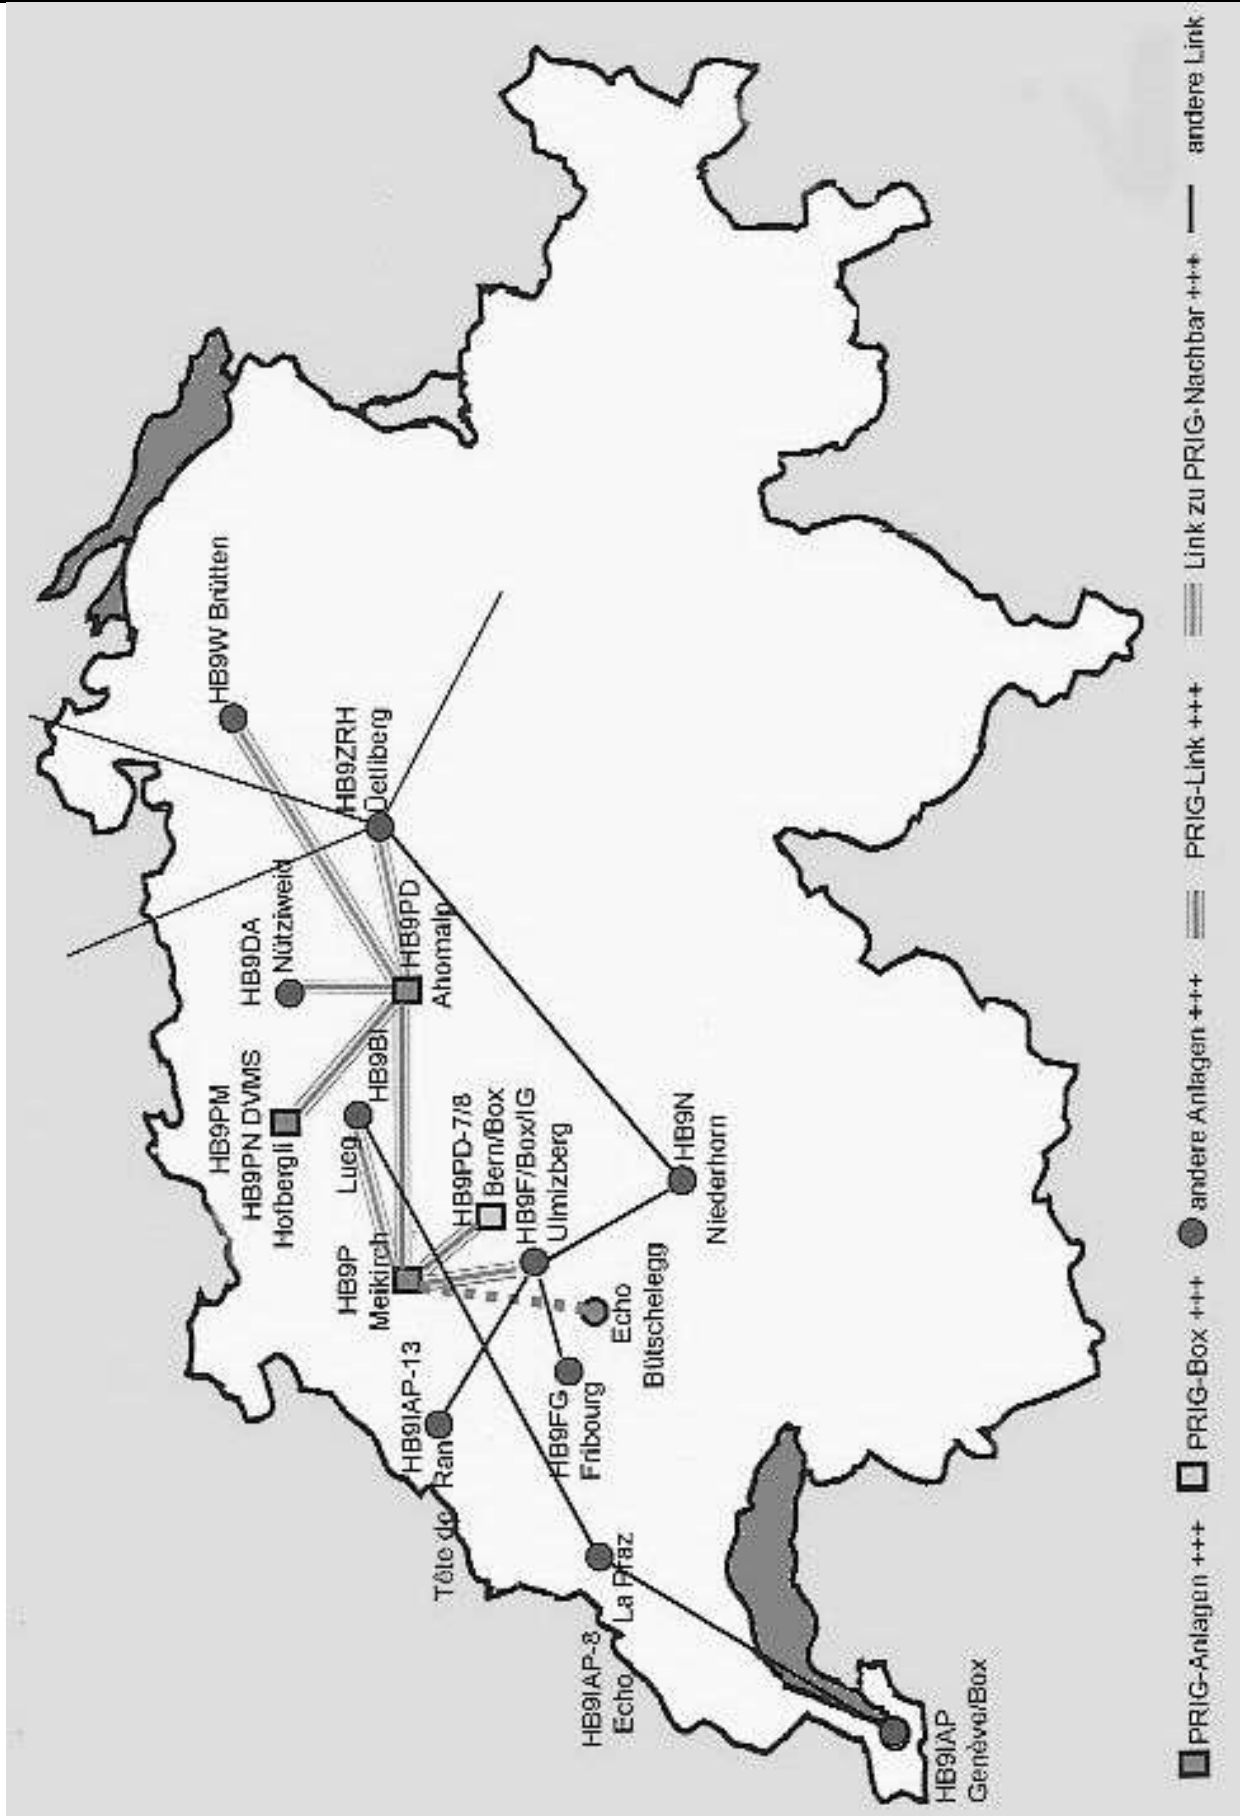 HB9W Brütten
HB9ZRH
Detliberg
HB9DA
Nütziweid
HB9PD
Ahornalp
HB9PM
HB9PN DVMS
Hofbergli
HB9BI
Lueg
HB9PD-7/8
Bern/Box
HB9F/Box/IG
Ulmizberg
HB9P
Meikirch
HB9N
Niederhorn
Echo
Bütschelegg
HB9IAP-13
Tête de Ran
HB9FG
Fribourg
HB9IAP-8
Echo La Praz
HB9IAP
Genève/Box
PRIG-Anlagen +++ PRIG-Box +++ andere Anlagen +++ PRIG-Link +++ Link zu PRIG-Nachbar +++ andere Link